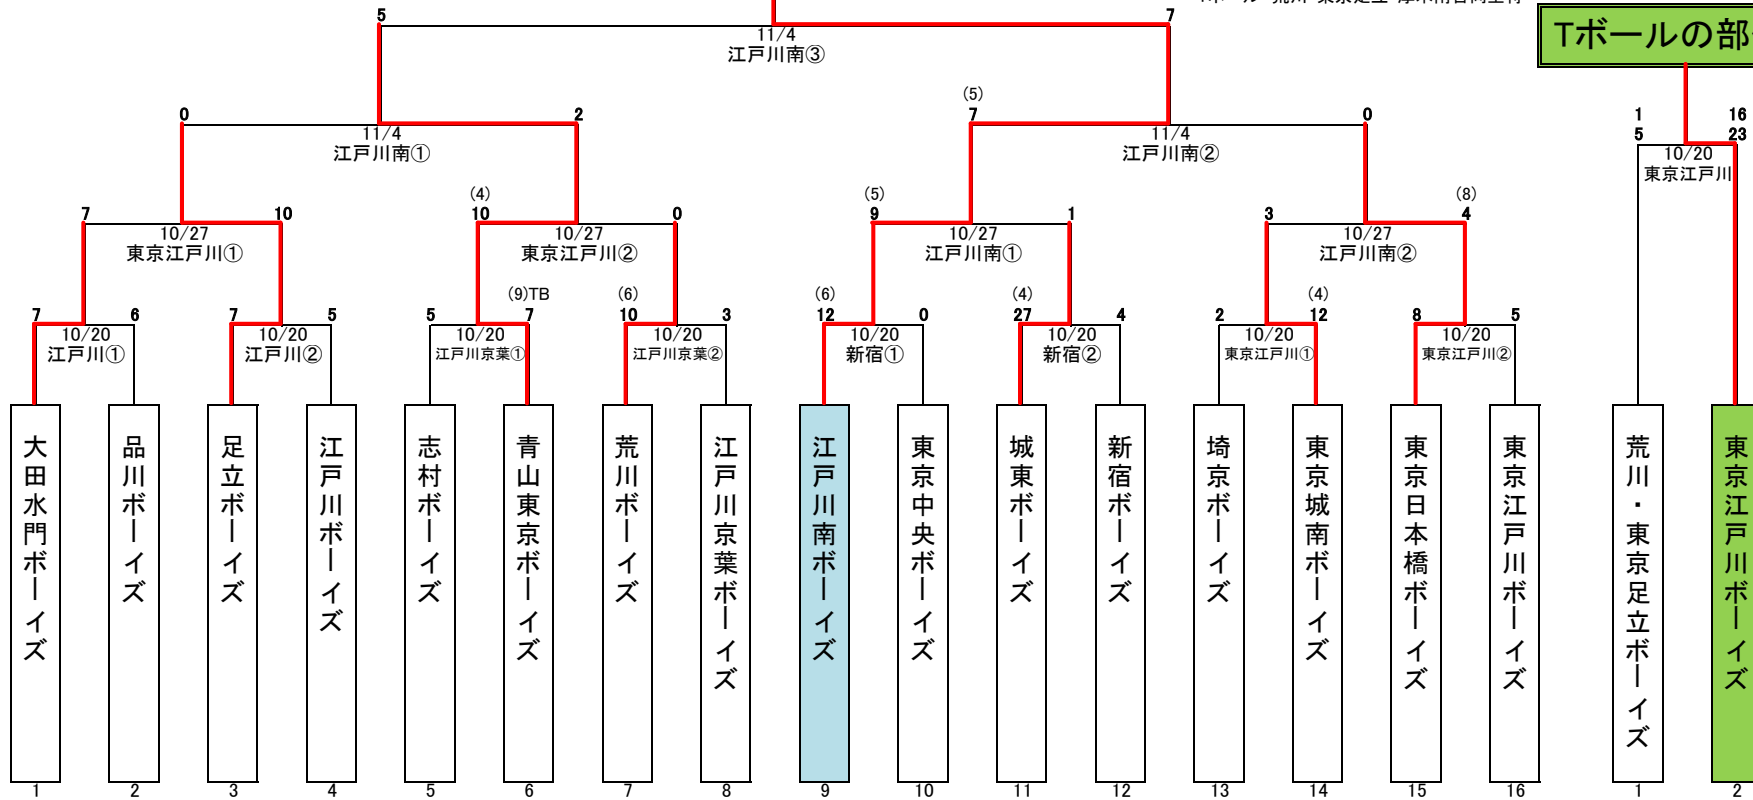 5
7
11/4
江戸川南③
Tボールの部
0
2
11/4
江戸川南①
(5)
7
0
11/4
江戸川南②
1
16
5
23
10/20
東京江戸川
7
10
10/27
東京江戸川①
(4)
10
0
10/27
東京江戸川②
(5)
9
1
10/27
江戸川南①
3
(8)
4
10/27
江戸川南②
7
6
10/20
江戸川①
7
5
10/20
江戸川②
5
(9)TB
7
10/20
江戸川京葉①
(6)
10
3
10/20
江戸川京葉②
(6)
12
0
10/20
新宿①
(4)
27
4
10/20
新宿②
2
(4)
12
10/20
東京江戸川①
8
5
10/20
東京江戸川②
大田水門ボーイズ
品川ボーイズ
足立ボーイズ
江戸川ボーイズ
志村ボーイズ
青山東京ボーイズ
荒川ボーイズ
江戸川京葉ボーイズ
江戸川南ボーイズ
東京中央ボーイズ
城東ボーイズ
新宿ボーイズ
埼京ボーイズ
東京城南ボーイズ
東京日本橋ボーイズ
東京江戸川ボーイズ
荒川・東京足立ボーイズ
東京江戸川ボーイズ
1
2
3
4
5
6
7
8
9
10
11
12
13
14
15
16
1
2